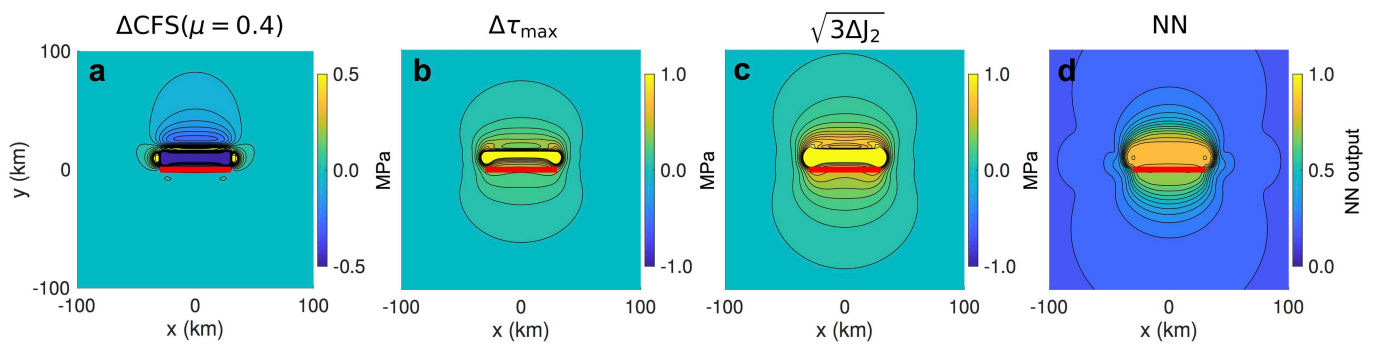 ΔCFS(μ = 0.4)
Δτmax
√3ΔJ2
NN
a
b
c
d
100
0
-100
y (km)
-100 0 100
x (km)
0.5
0.0
-0.5
MPa
-100 0 100
x (km)
1.0
0.0
-1.0
MPa
-100 0 100
x (km)
1.0
0.0
-1.0
MPa
-100 0 100
x (km)
1.0
0.5
0.0
NN output